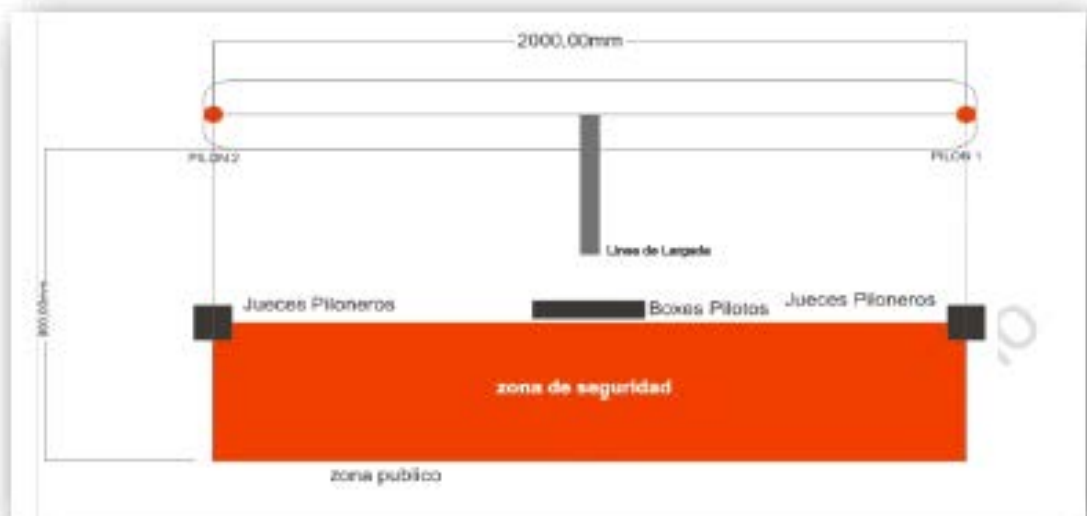 2000,00mm
PILON 2
PILON 1
Linea de Largada
Jueces Piloneros
Boxes Pilotos
Jueces Piloneros
zona de seguridad
zona publico